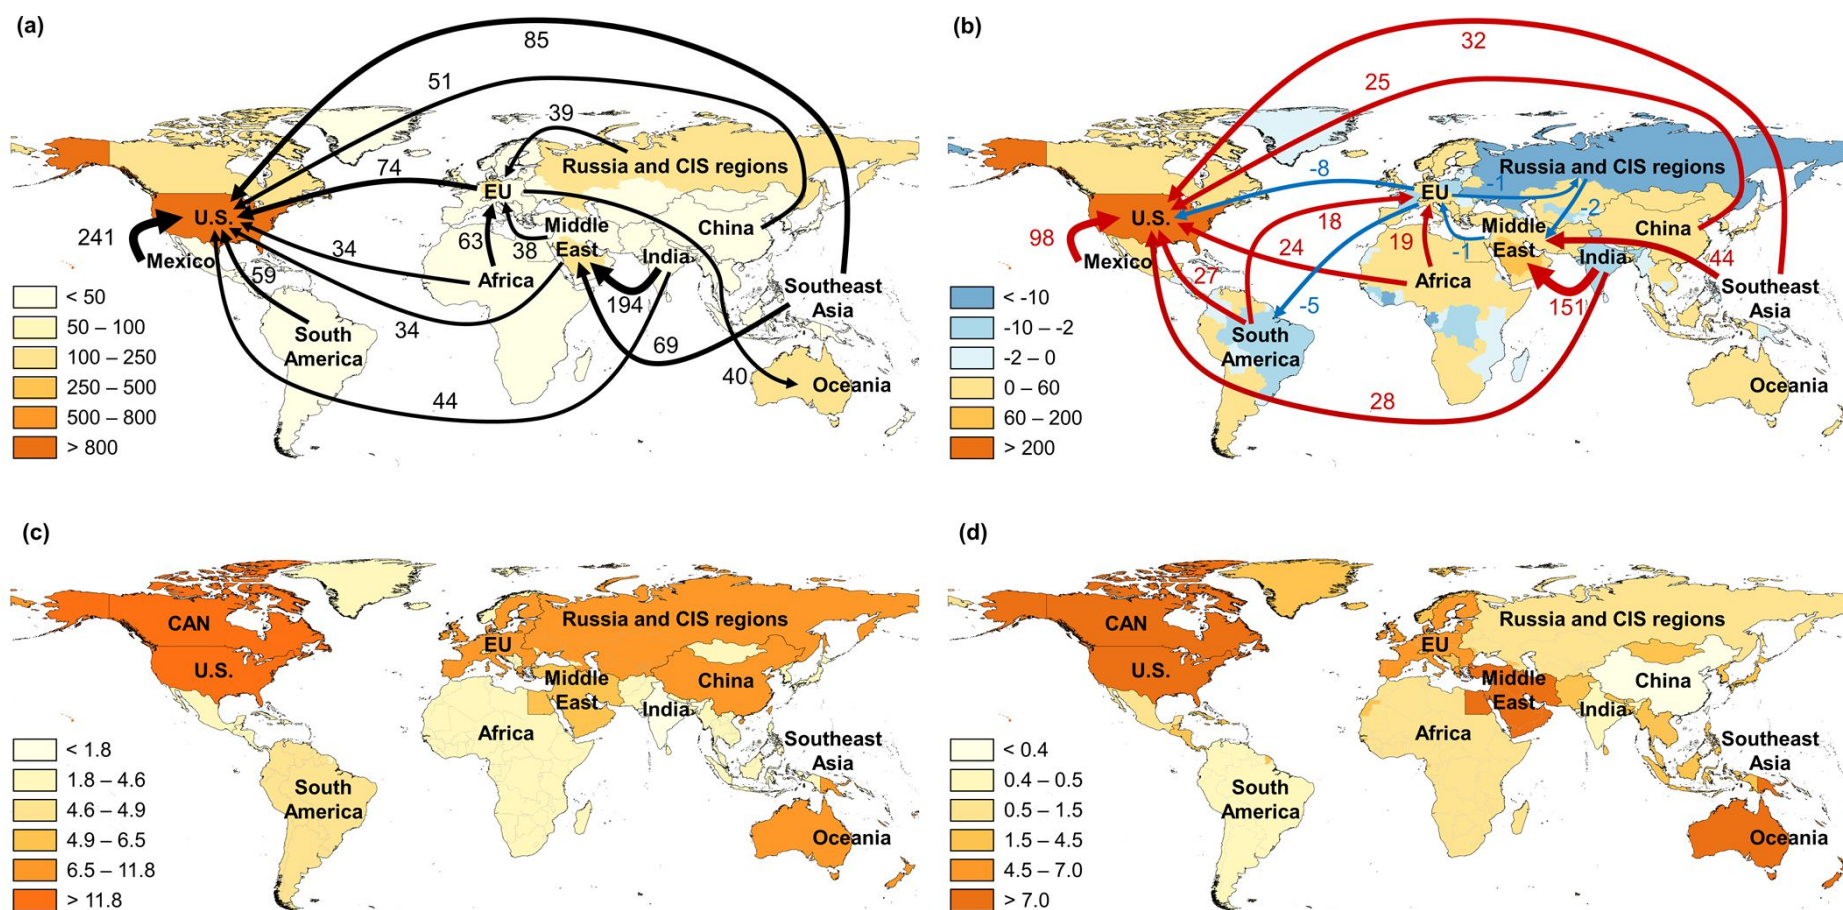 (a)
85
51
39
Russia and CIS regions
74
EU
U.S.
241
Mexico
34
59
63
38
Middle
East
China
India
Africa
194
Southeast
Asia
34
South
America
69
40
Oceania
44
< 50
50 – 100
100 – 250
250 – 500
500 – 800
> 800
(b)
32
25
-8
-1
Russia and CIS regions
EU
U.S.
18
-2
China
98
Mexico
24
19
-1
Middle
East
India
27
Africa
44
Southeast
Asia
151
-5
South
America
Oceania
28
< -10
-10 – -2
-2 – 0
0 – 60
60 – 200
> 200
(c)
CAN
U.S.
EU
Russia and CIS regions
Middle
East
China
India
Africa
Southeast
Asia
South
America
Oceania
< 1.8
1.8 – 4.6
4.6 – 4.9
4.9 – 6.5
6.5 – 11.8
> 11.8
(d)
CAN
U.S.
EU
Russia and CIS regions
Middle
East
China
India
Africa
Southeast
Asia
South
America
Oceania
< 0.4
0.4 – 0.5
0.5 – 1.5
1.5 – 4.5
4.5 – 7.0
> 7.0